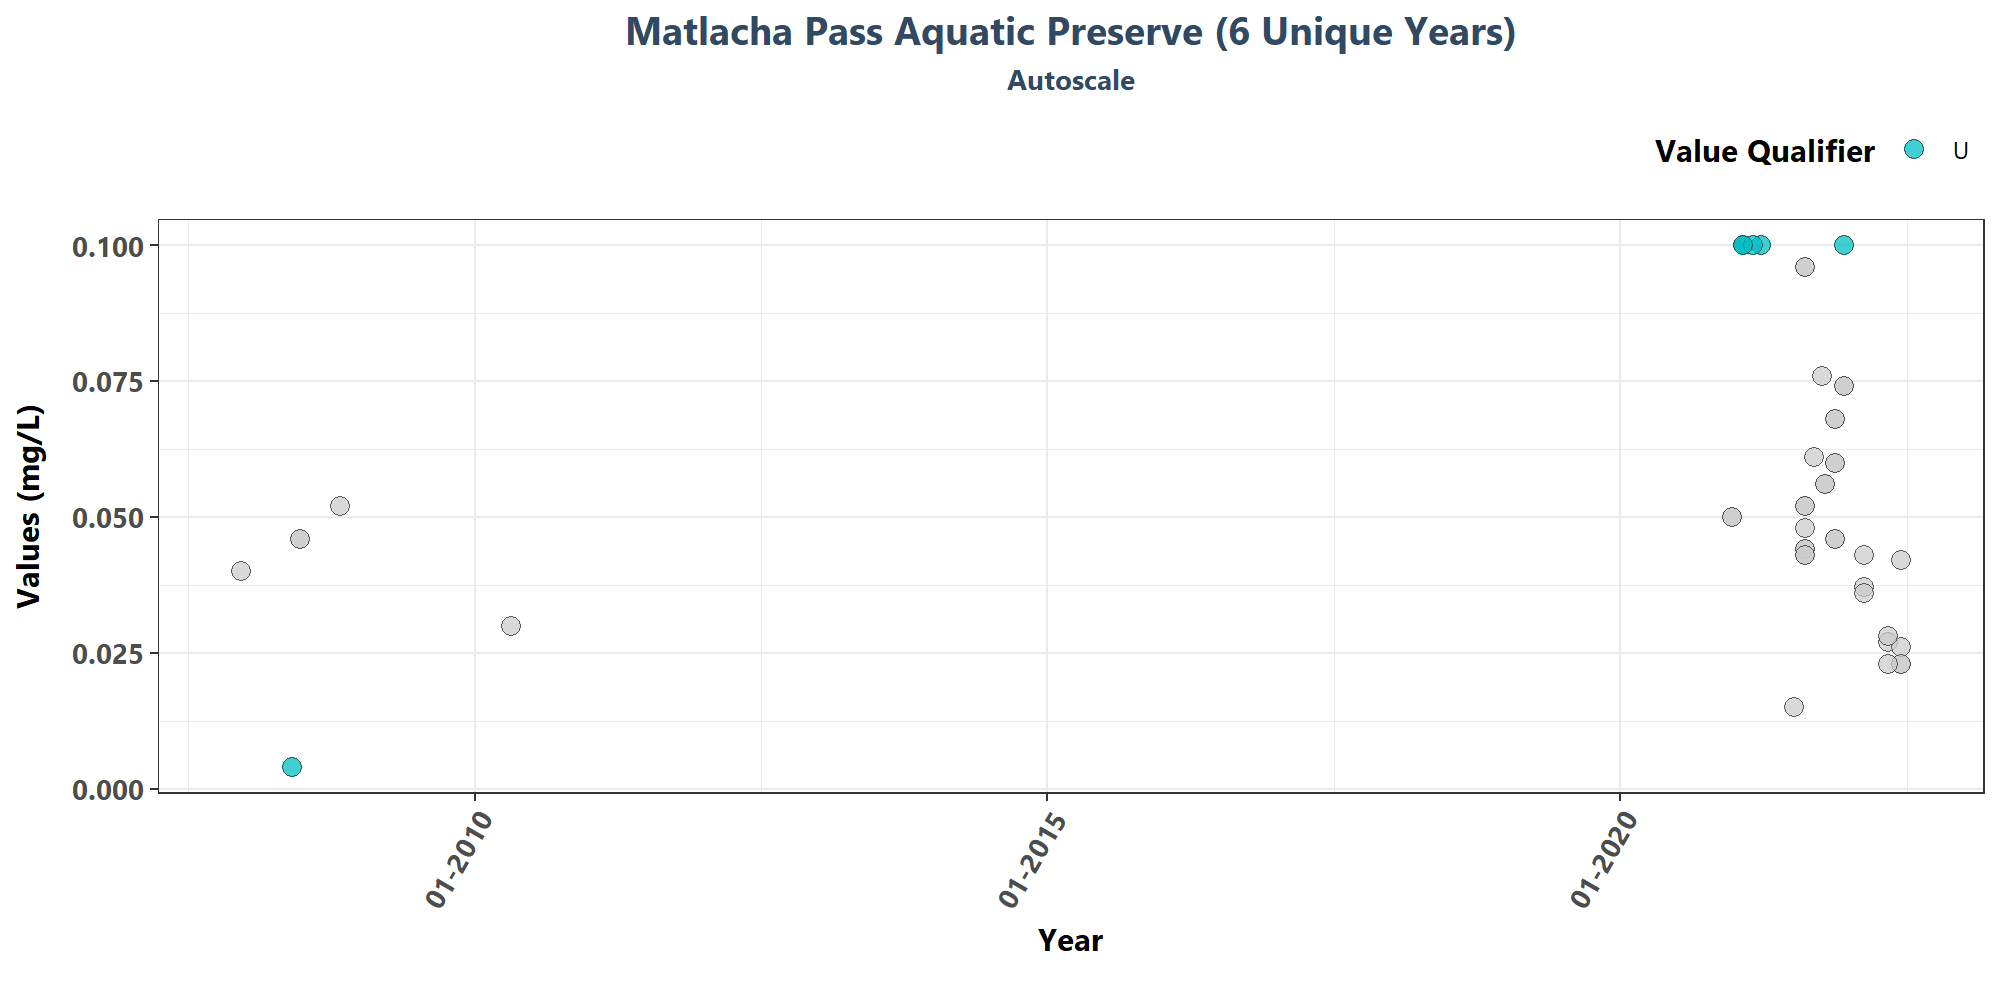 Matlacha Pass Aquatic Preserve (6 Unique Years)
Autoscale
Value Qualifier U
Values (mg/L)
0.100
0.075
0.050
0.025
0.000
01-2010
01-2015
01-2020
Year